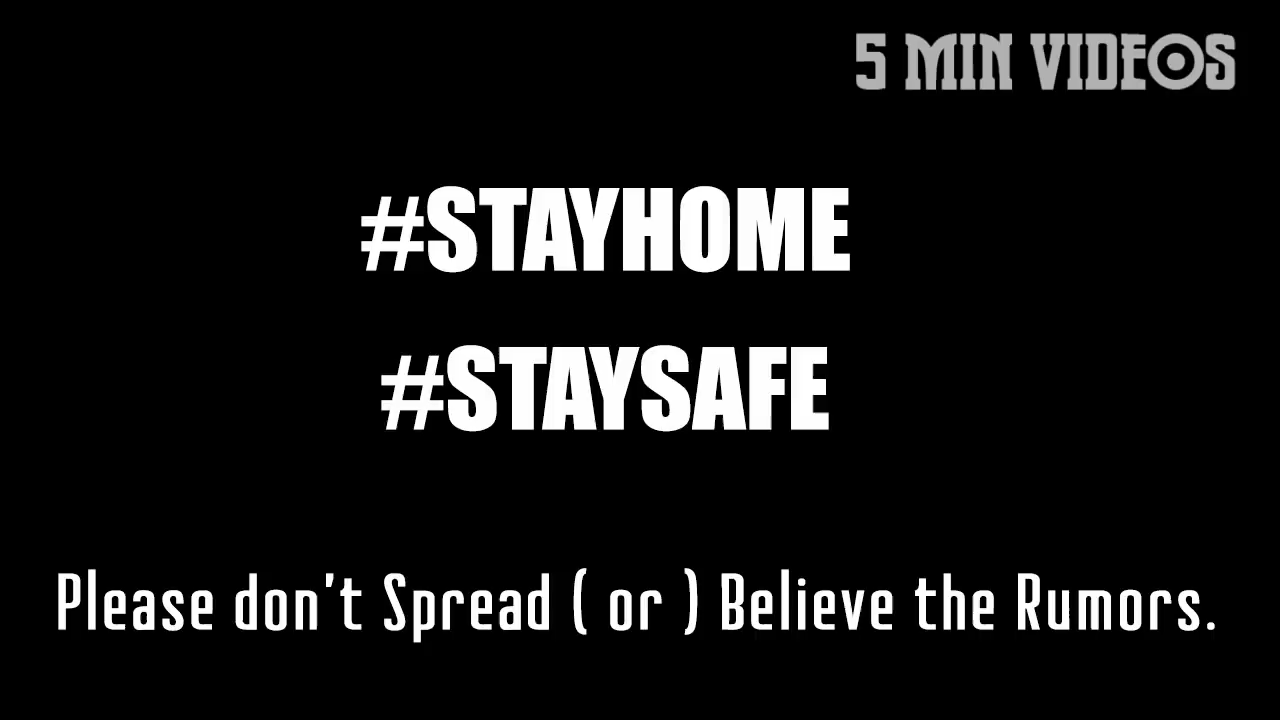 5 MIN VIDEOS
#STAYHOME
#STAYSAFE
Please don't Spread ( or ) Believe the Rumors.